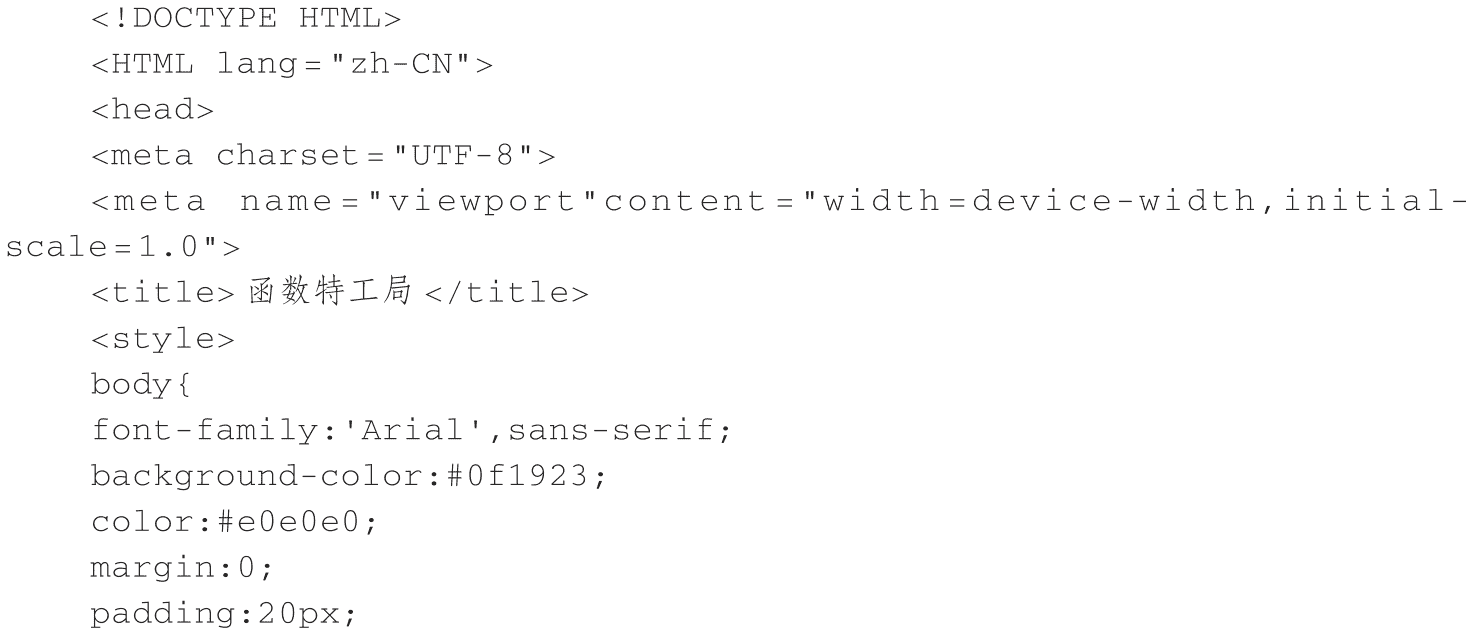 <!DOCTYPE HTML>
<HTML lang="zh-CN">
<head>
<meta charset="UTF-8">
<meta name="viewport"content="width=device-width,initial-
scale=1.0">
<title>函数特工局</title>
<style>
body{
font-family:'Arial',sans-serif;
background-color:#0f1923;
color:#e0e0e0;
margin:0;
padding:20px;